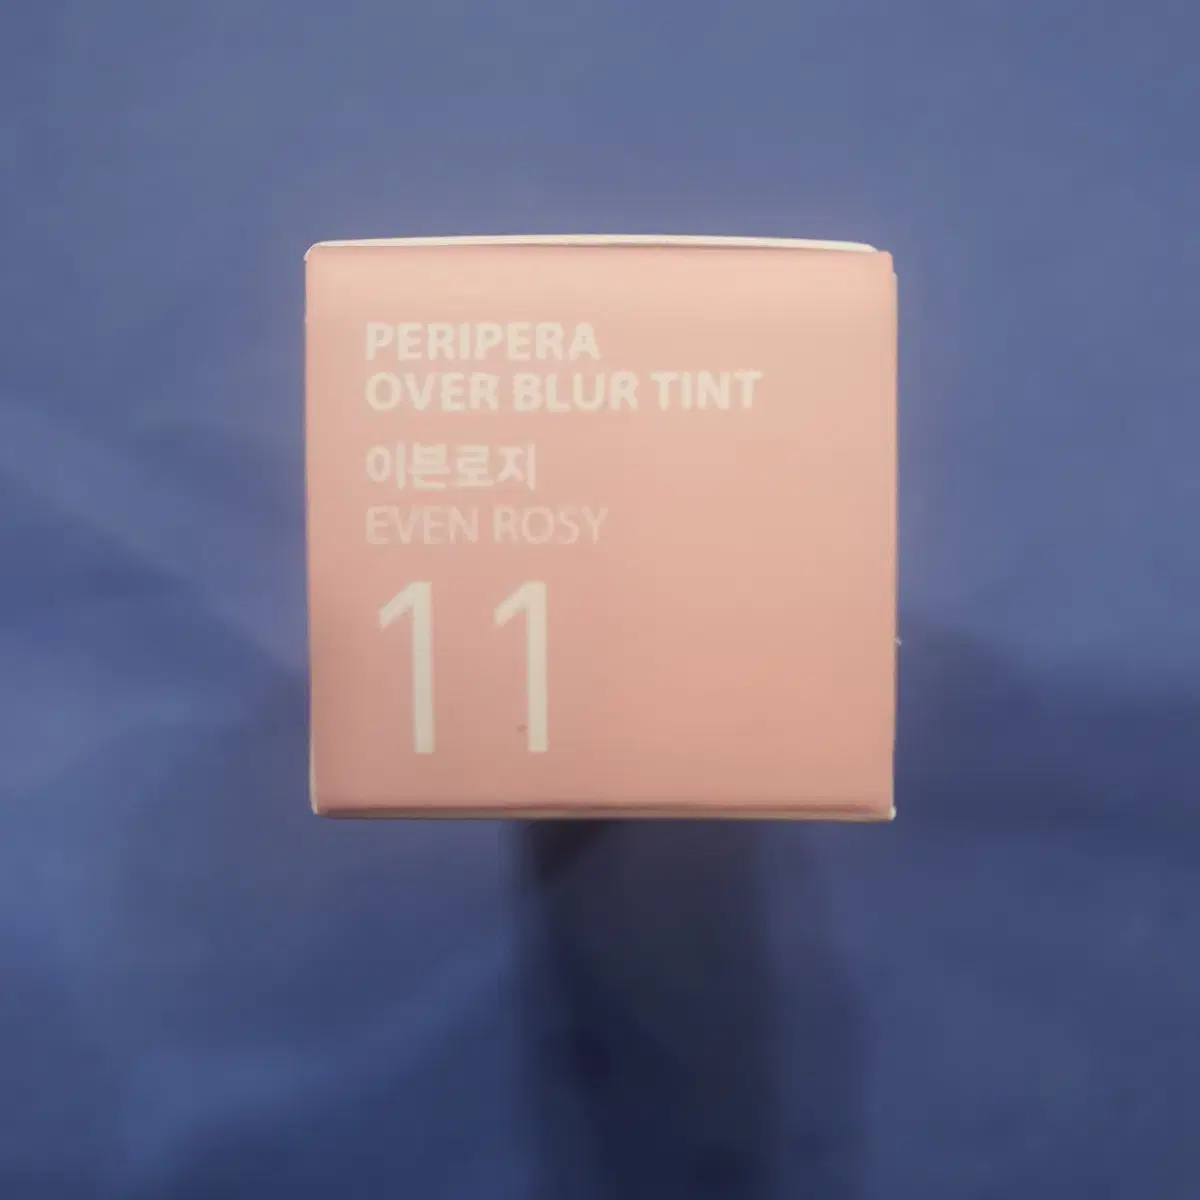 PERIPERA
OVER BLUR TINT
이븐로지
EVEN ROSY
11